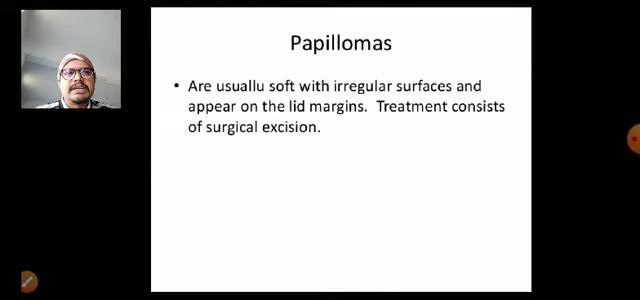 Papillomas
• Are usuallu soft with irregular surfaces and
appear on the lid margins.  Treatment consists
of surgical excision.